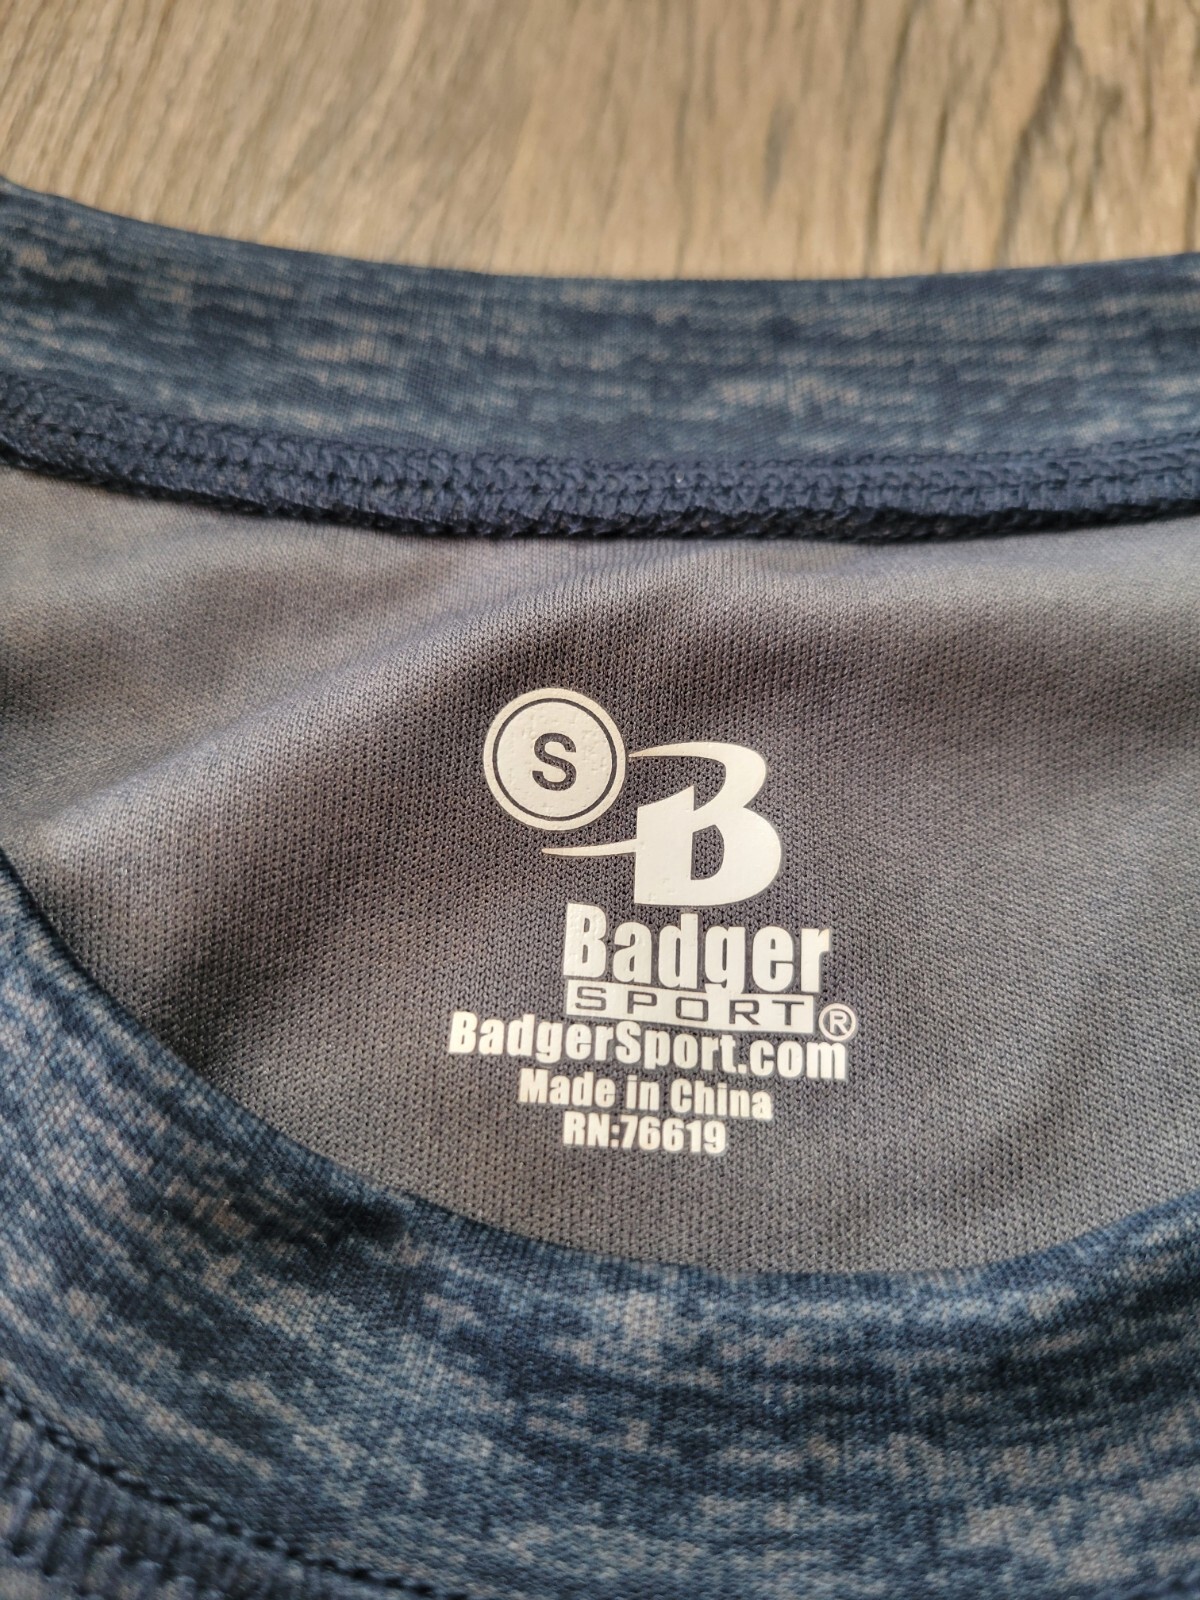 S
B
Badger
SPORT®
BadgerSport.com
Made in China
RN:76619